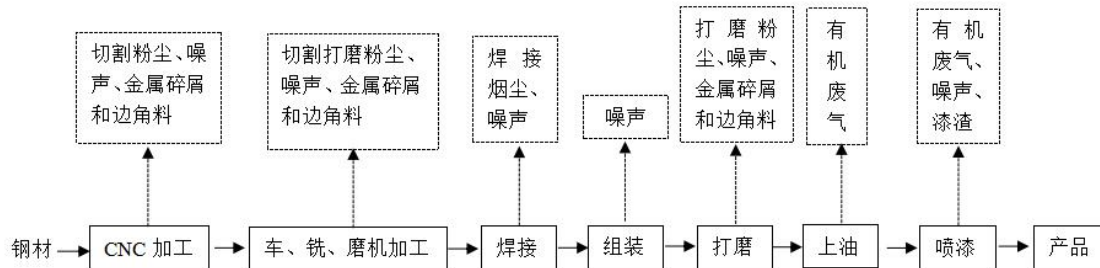 切割粉尘、噪
声、金属碎屑
和边角料
切割打磨粉尘、
噪声、金属碎屑
和边角料
焊接
烟尘、
噪声
噪声
打磨粉
尘、噪声、
金属碎屑
和边角料
有
机
废
气
有机
废气、
噪声、
漆渣
钢材
CNC 加工
车、铣、磨机加工
焊接
组装
打磨
上油
喷漆
产品